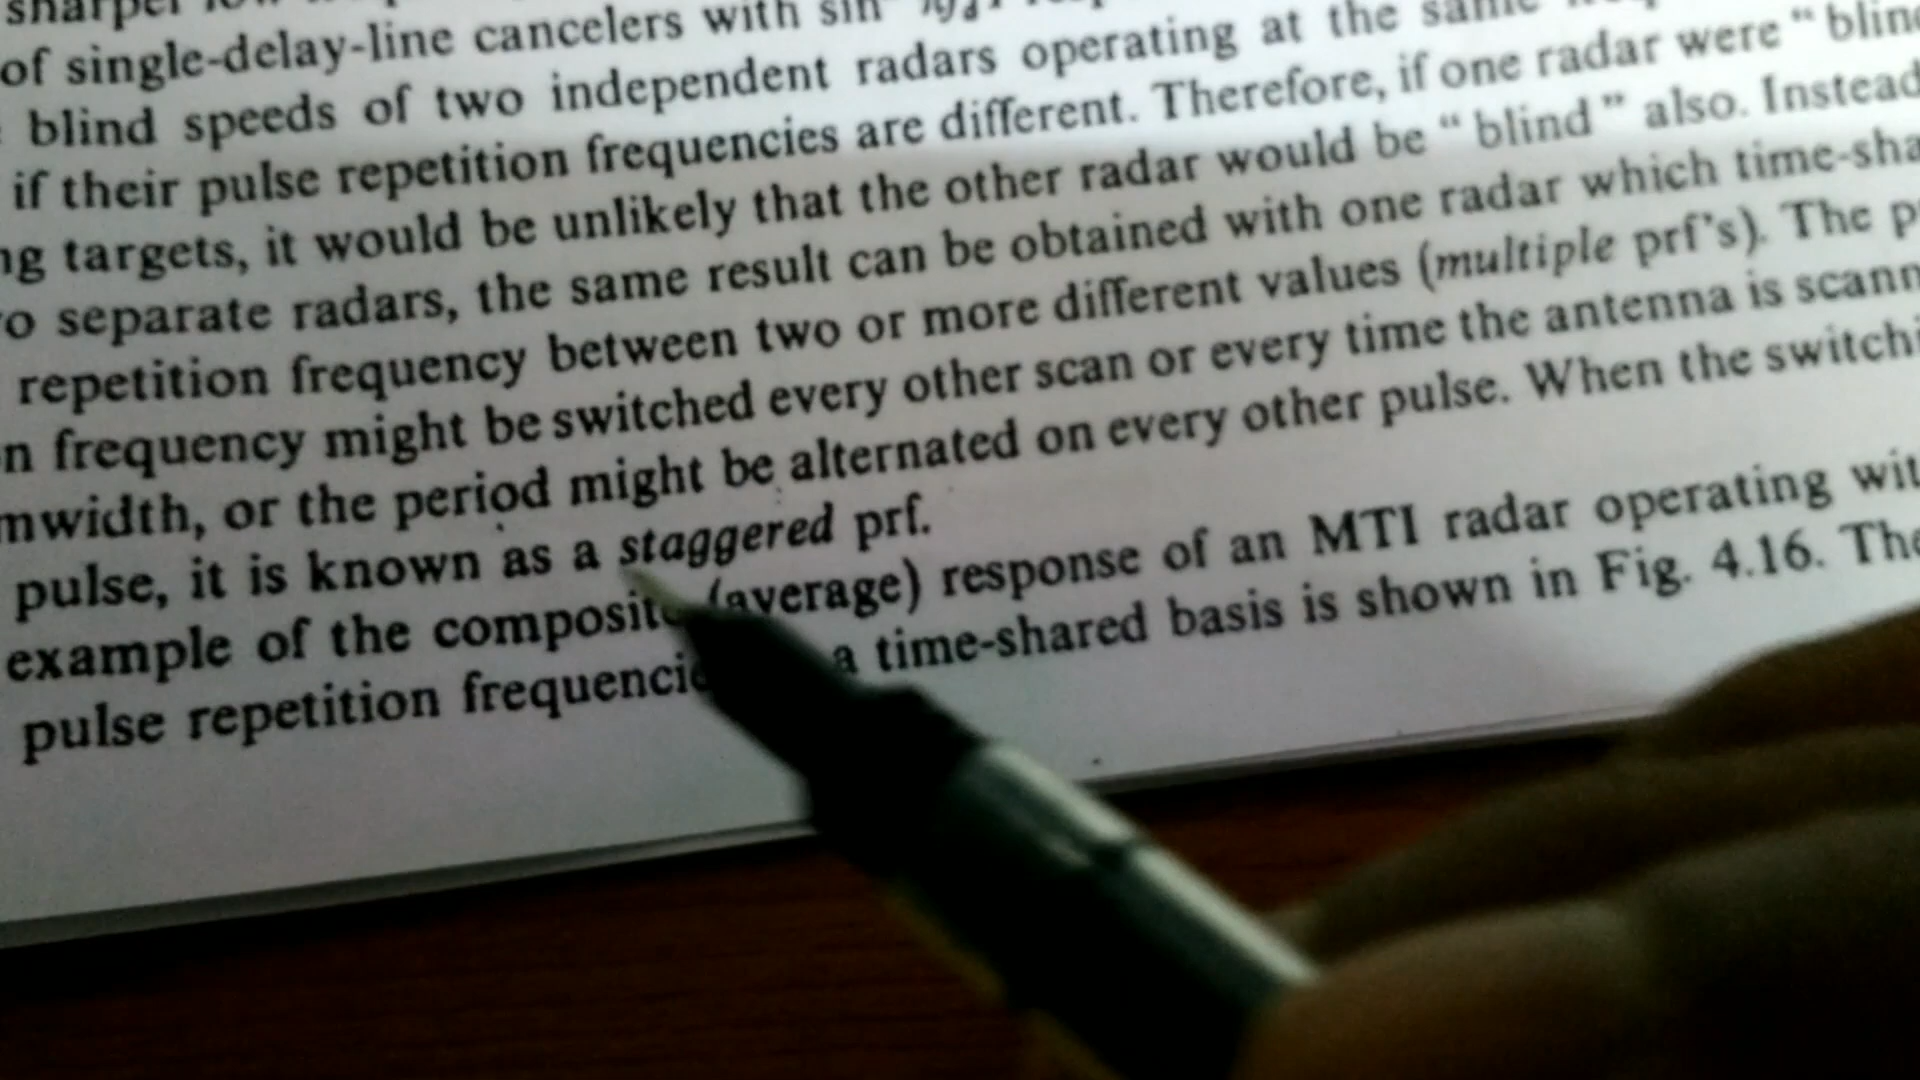 of single-delay-line cancelers with sin
blind speeds of two independent radars operating at the same
if their pulse repetition frequencies are different. Therefore, if one radar were “ blin
ng targets, it would be unlikely that the other radar would be “ blind ” also. Instead
o separate radars, the same result can be obtained with one radar which time-sha
repetition frequency between two or more different values (multiple prf's). The p
n frequency might be switched every other scan or every time the antenna is scann
mwidth, or the period might be alternated on every other pulse. When the switchi
pulse, it is known as a staggered prf.
example of the composite (average) response of an MTI radar operating wit
pulse repetition frequencie a time-shared basis is shown in Fig. 4.16. The